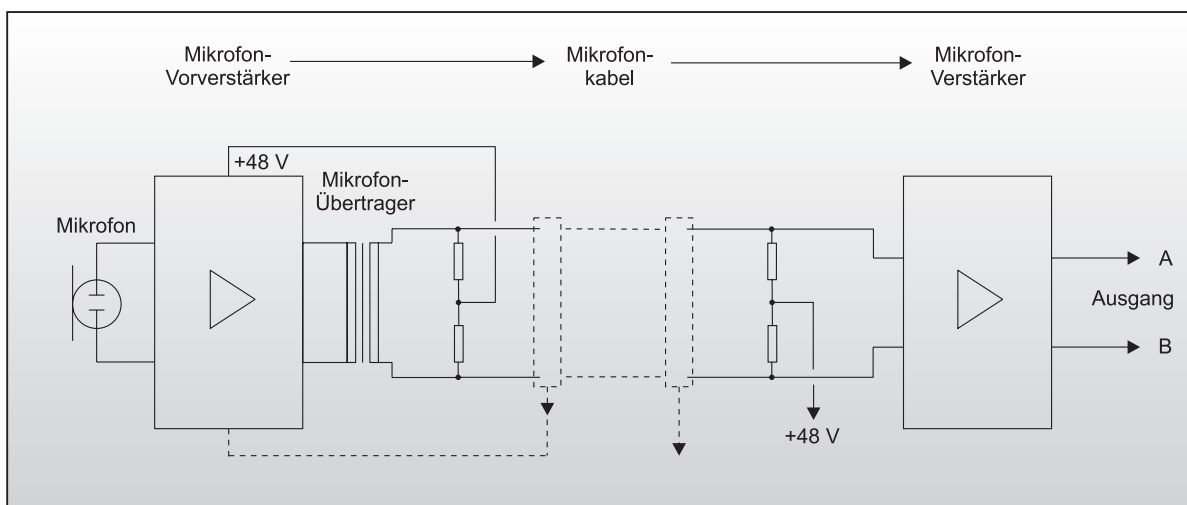 Mikrofon-
Vorverstärker
Mikrofon-
kabel
Mikrofon-
Verstärker
+48 V
Mikrofon-
Übertrager
Mikrofon
A
Ausgang
B
+48 V